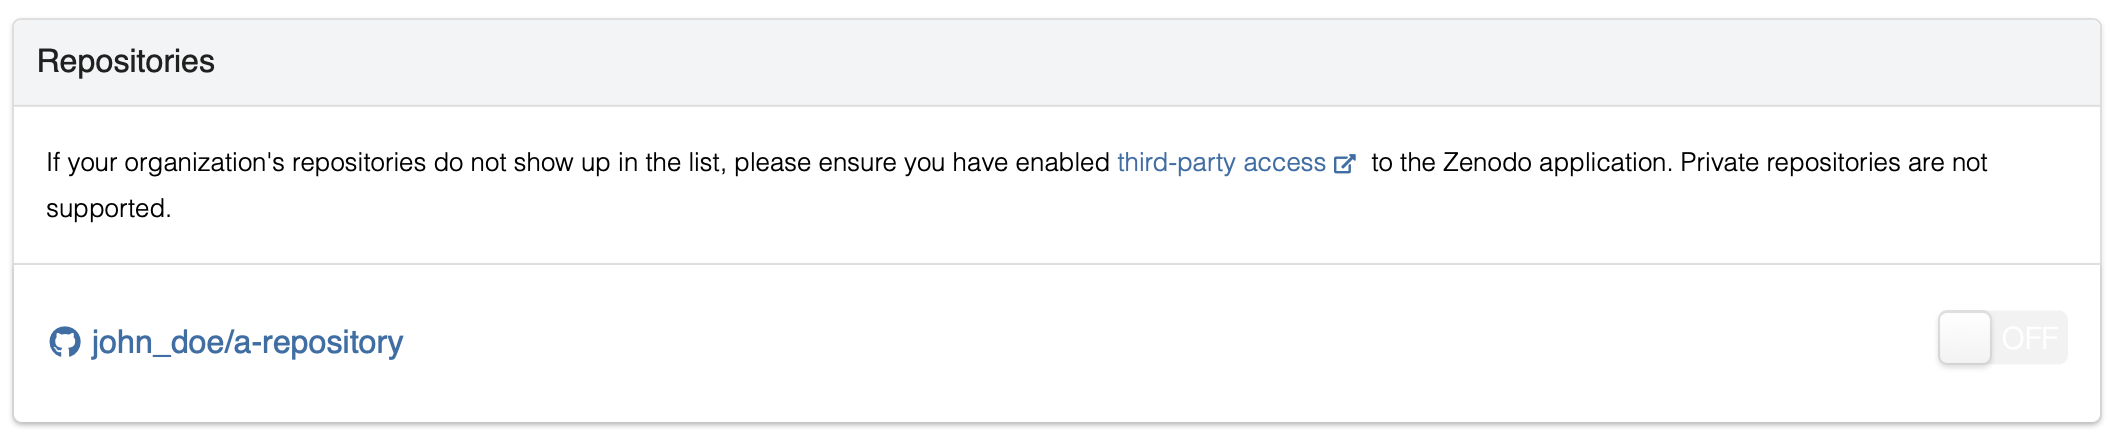 Repositories
If your organization's repositories do not show up in the list, please ensure you have enabled third-party access to the Zenodo application. Private repositories are not
supported.
john_doe/a-repository
OFF